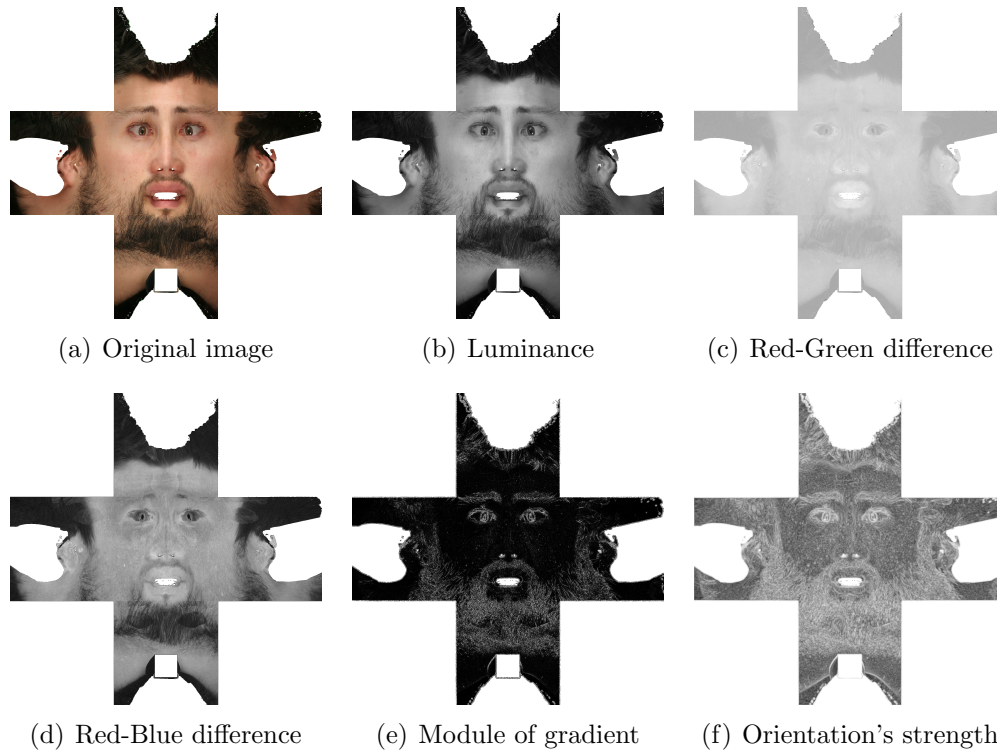 (a) Original image
(b) Luminance
(c) Red-Green difference
(d) Red-Blue difference
(e) Module of gradient
(f) Orientation's strength